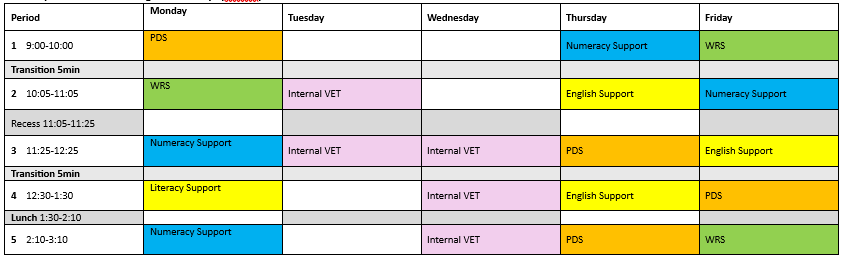 Period Monday Tuesday Wednesday Thursday Friday
1 9:00-10:00 PDS Numeracy Support WRS
Transition 5min
2 10:05-11:05 WRS Internal VET English Support Numeracy Support
Recess 11:05-11:25
3 11:25-12:25 Numeracy Support Internal VET Internal VET PDS English Support
Transition 5min
4 12:30-1:30 Literacy Support Internal VET English Support PDS
Lunch 1:30-2:10
5 2:10-3:10 Numeracy Support Internal VET PDS WRS